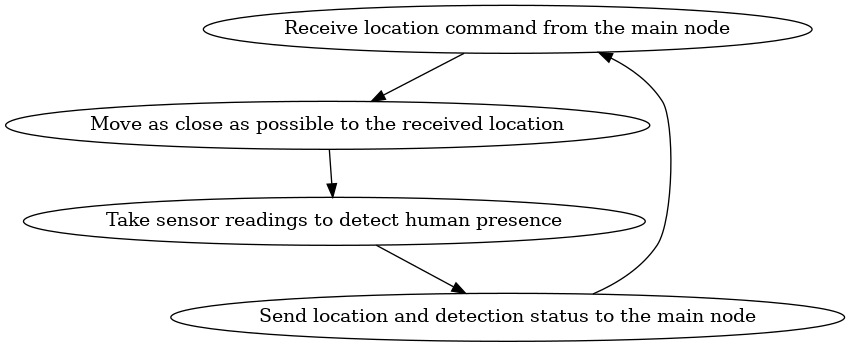 Receive location command from the main node
Move as close as possible to the received location
Take sensor readings to detect human presence
Send location and detection status to the main node